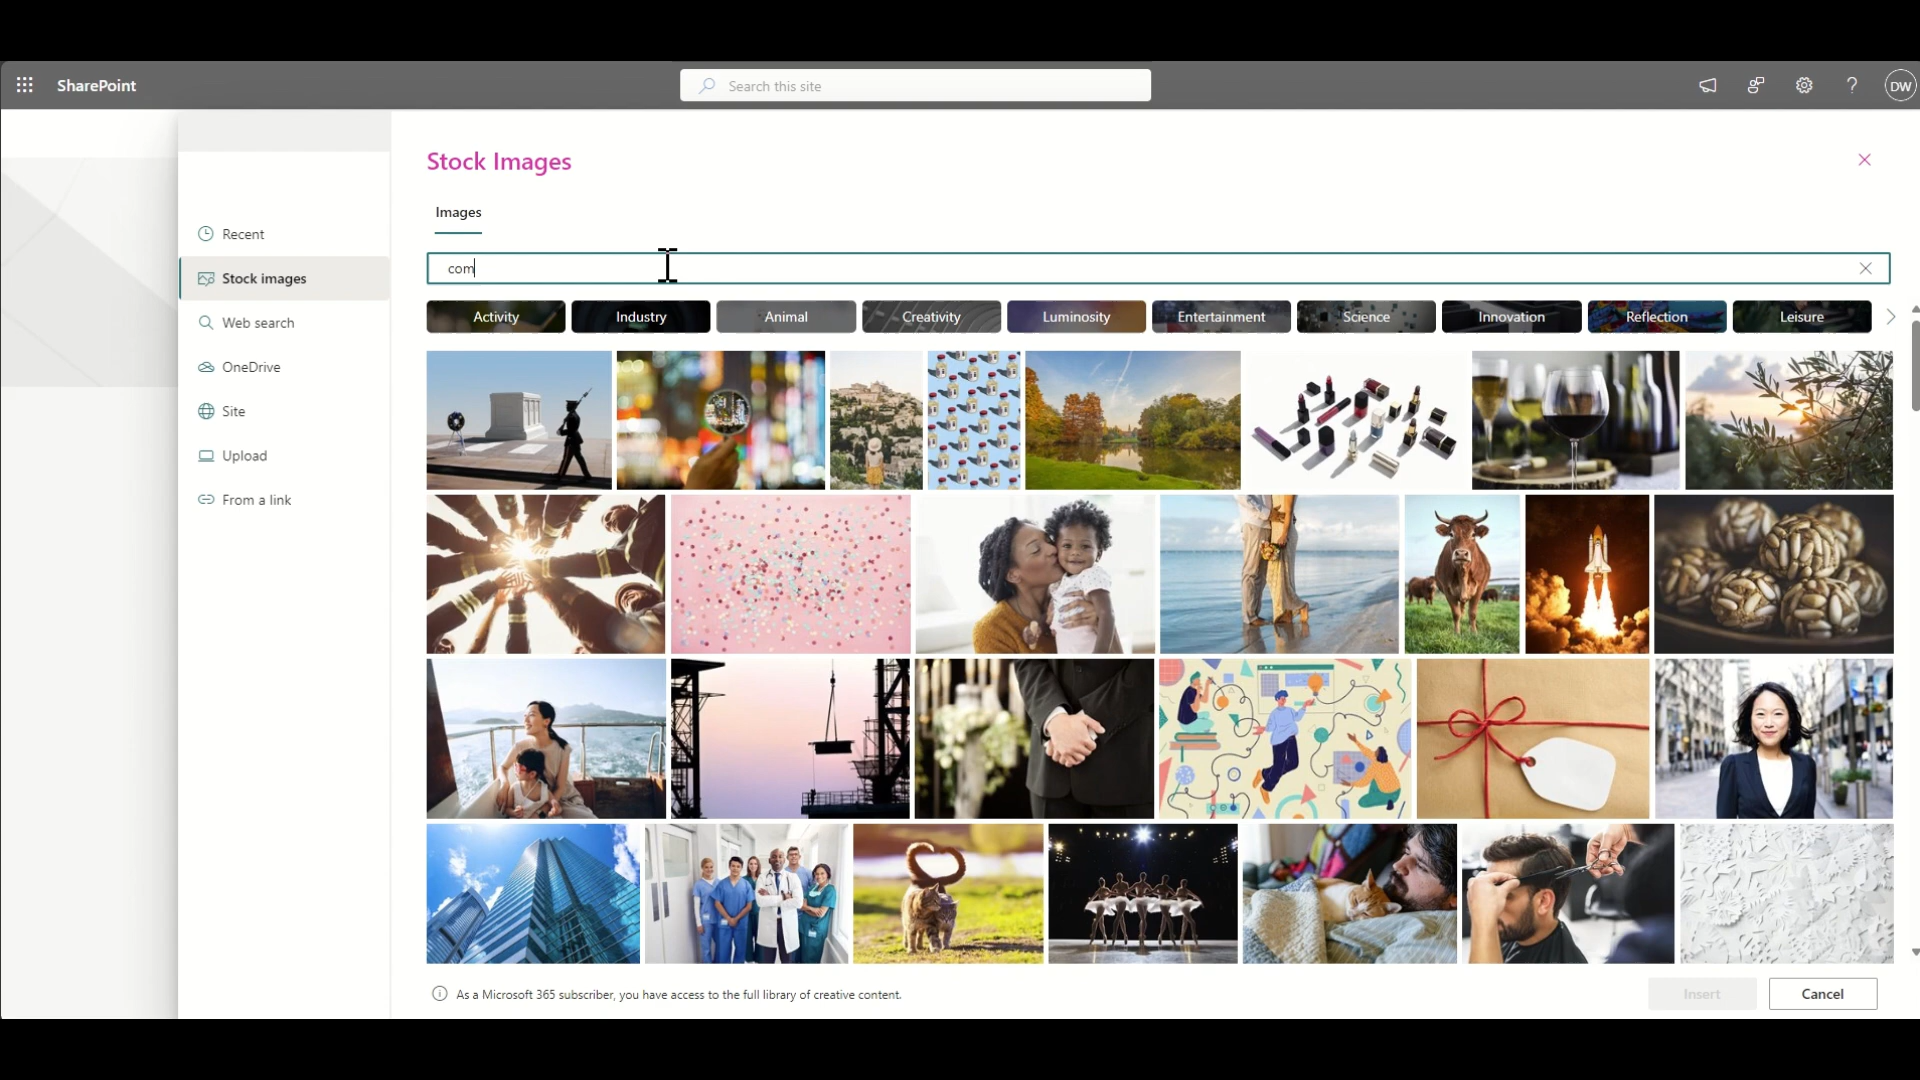 SharePoint
Search this site
DW
Stock Images
Images
com
Recent
Stock images
Web search
OneDrive
Site
Upload
From a link
Activity
Industry
Animal
Creativity
Luminosity
Entertainment
Science
Innovation
Reflection
Leisure
As a Microsoft 365 subscriber, you have access to the full library of creative content.
Insert
Cancel